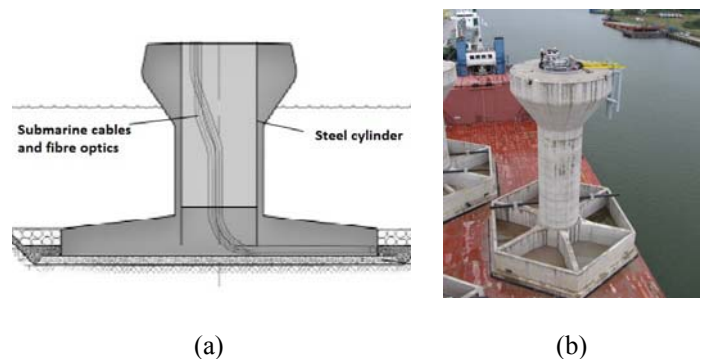 Submarine cables
and fibre optics
Steel cylinder
(a)
(b)